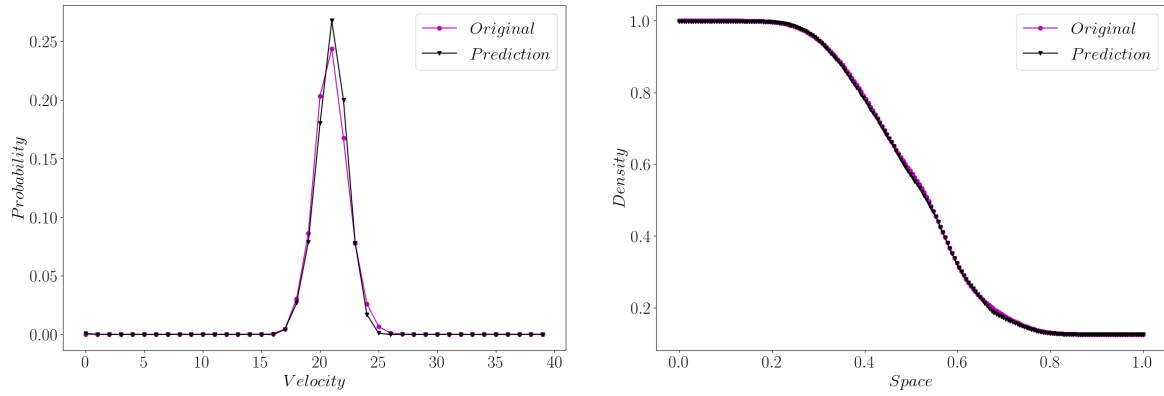 Original
Prediction
0.25
0.20
0.15
0.10
0.05
0.00
Probability
0 5 10 15 20 25 30 35 40
Velocity
Original
Prediction
1.0
0.8
0.6
0.4
0.2
Density
0.0 0.2 0.4 0.6 0.8 1.0
Space